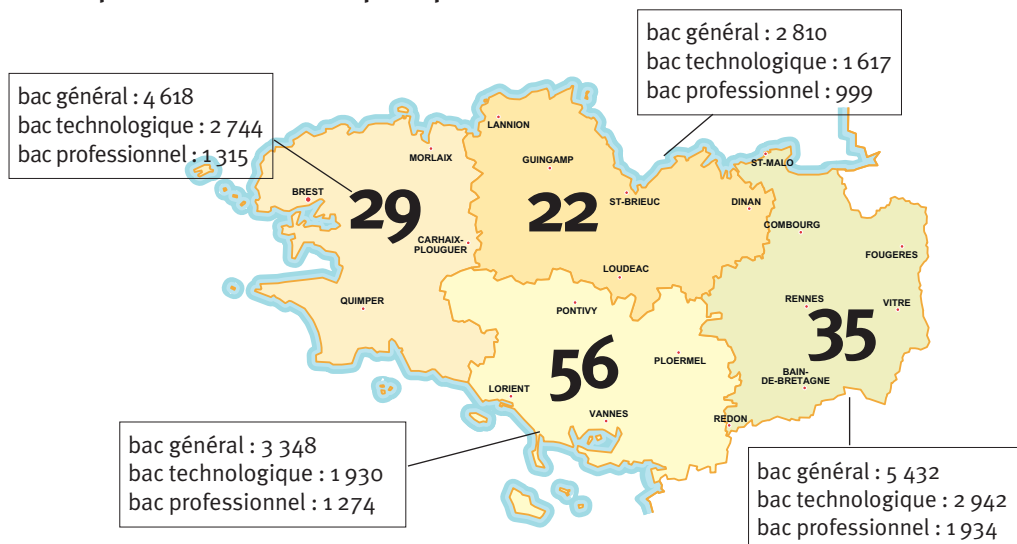 bac général : 2 810
bac technologique : 1 617
bac professionnel : 999
bac général : 4 618
bac technologique : 2 744
bac professionnel : 1 315
LANNION
MORLAIX
GUINGAMP
ST-MALO
BREST
29
22
ST-BRIEUC
DINAN
COMBOURG
CARHAIX-
PLOUGUER
FOUGERES
LOUDEAC
QUIMPER
PONTIVY
RENNES
VITRE
35
56
PLOERMEL
BAIN-
DE-BRETAGNE
LORIENT
VANNES
REDON
bac général : 3 348
bac technologique : 1 930
bac professionnel : 1 274
bac général : 5 432
bac technologique : 2 942
bac professionnel : 1 934